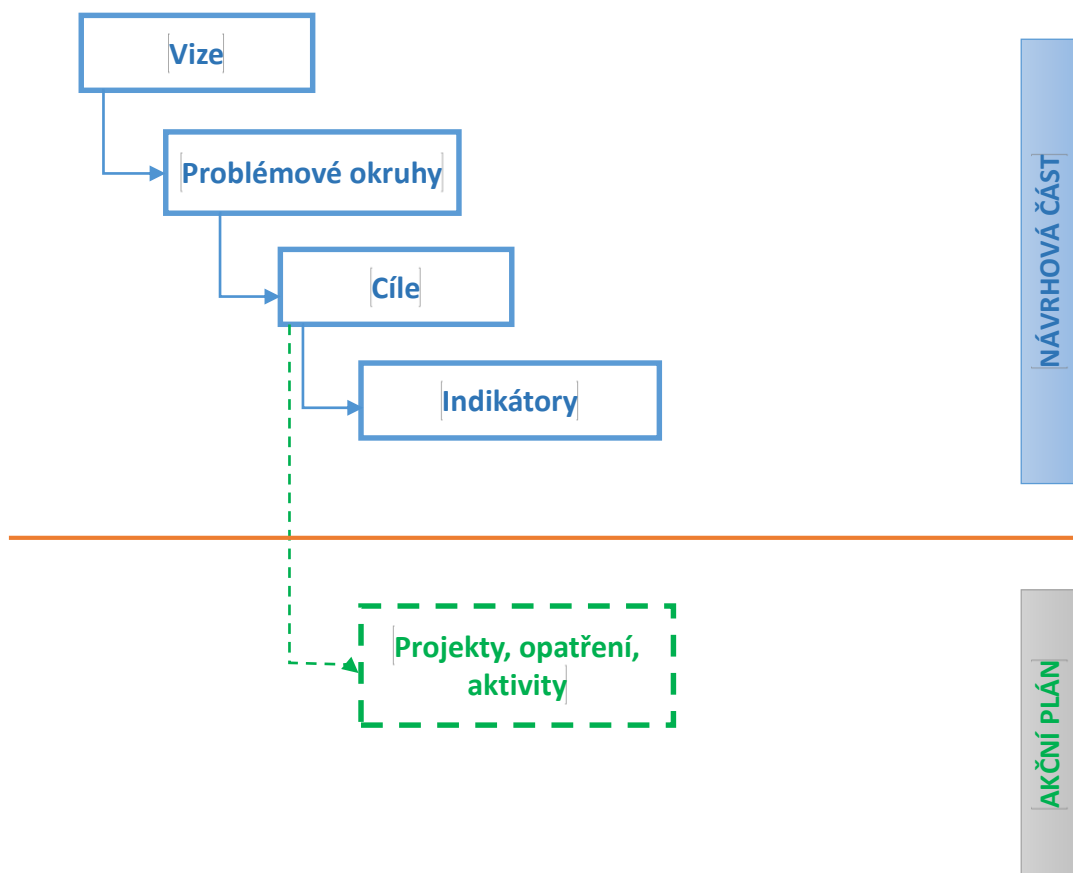 Vize
Problémové okruhy
Cíle
Indikátory
NÁVRHOVÁ ČÁST
Projekty, opatření,
aktivity
AKČNÍ PLÁN